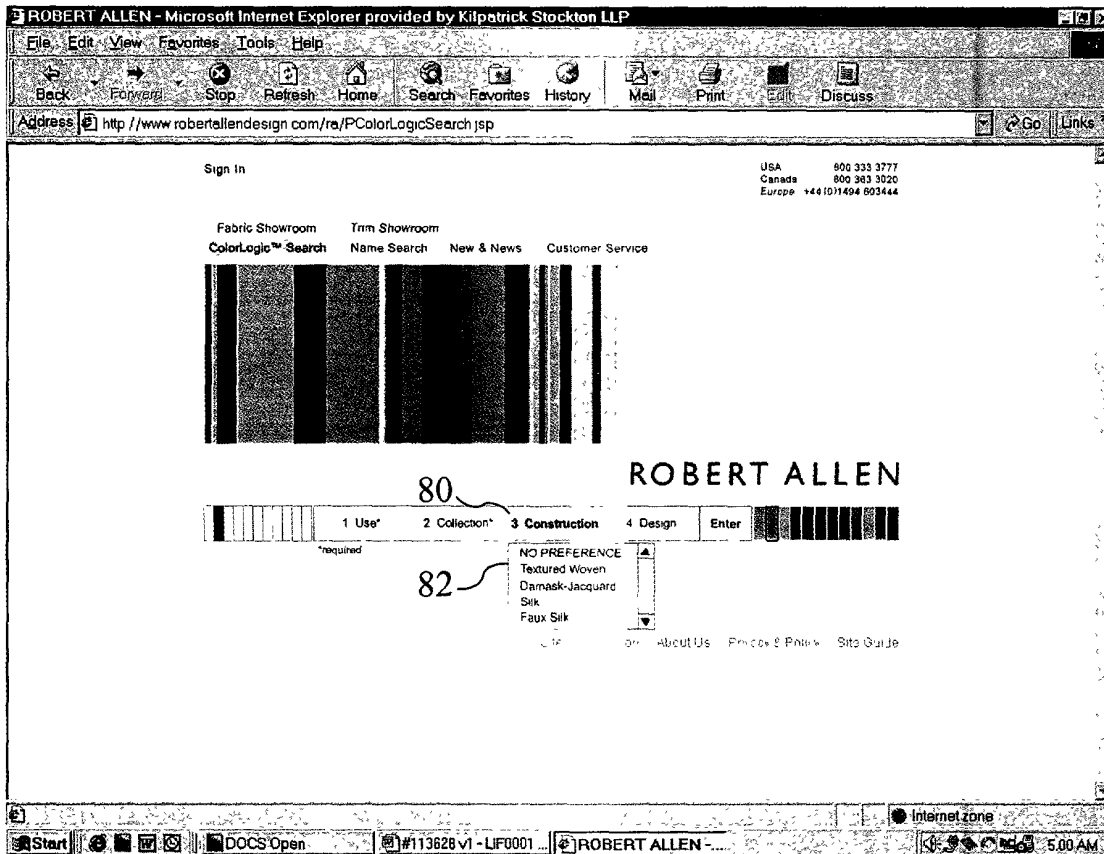 ROBERT ALLEN - Microsoft Internet Explorer provided by Kilpatrick Stockton LLP
File Edit View Favorites Tools Help
Back Forward Stop Refresh Home Search Favorites History Mail Print Edit Discuss
Address http //www robertallendesign com/ra/PColorLogicSearch jsp Go Links
Sign In
USA 800 333 3777
Canada 800 363 3020
Europe +44 (0)1494 603444
Fabric Showroom Trim Showroom
ColorLogic™ Search Name Search New & News Customer Service
ROBERT ALLEN
80
1 Use* 2 Collection* 3 Construction 4 Design Enter
*required
NO PREFERENCE
82
Textured Woven
Damask-Jacquard
Silk
Faux Silk
About Us Privacy & Policy Site Guide
Internet zone
Start DOCS Open #113628 v1 - LIF0001 ... ROBERT ALLEN -... 5.00 AM